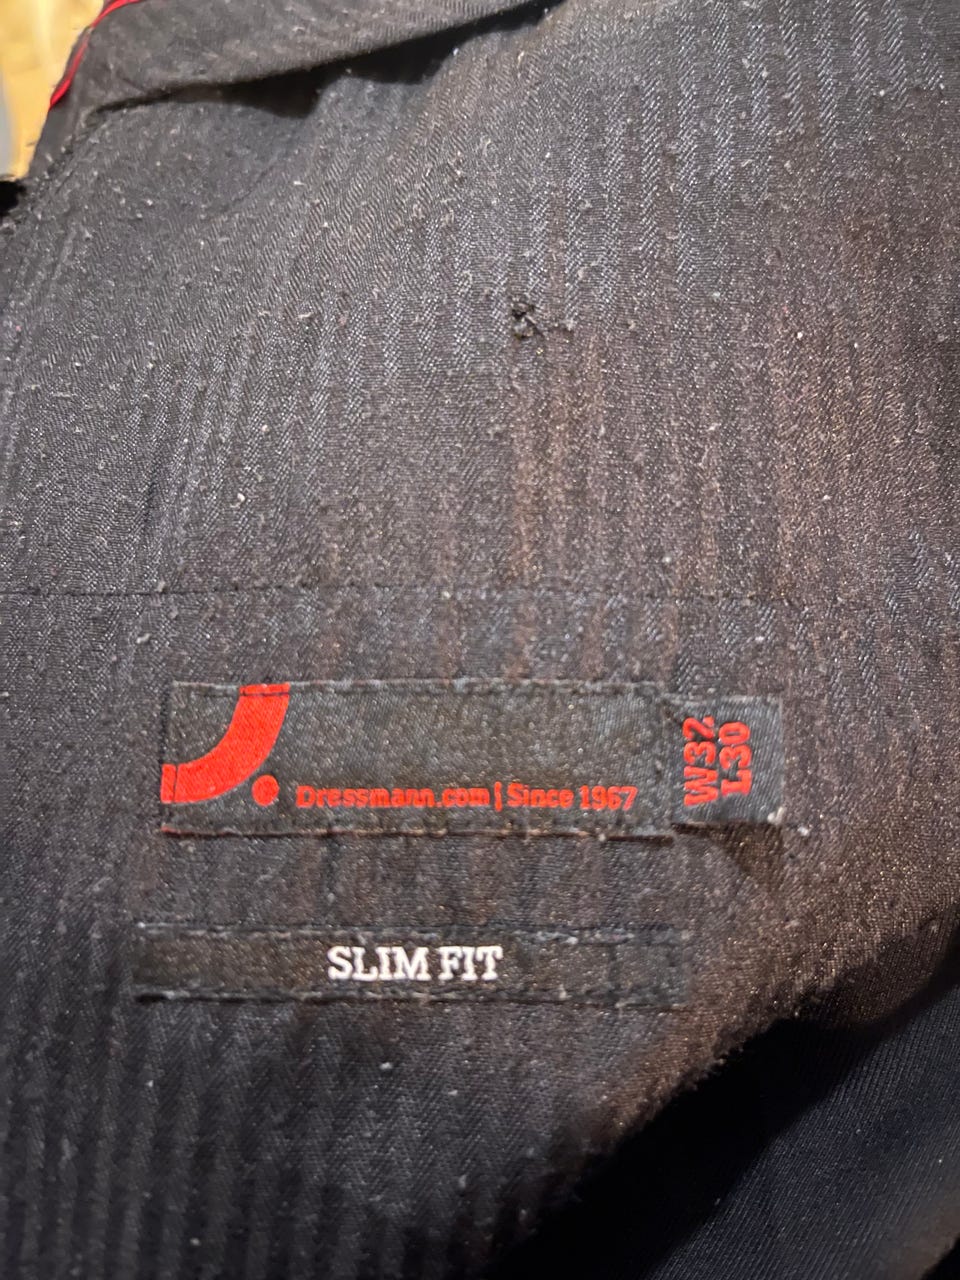 Dressmann.com | Since 1967
W32
L30
SLIM FIT